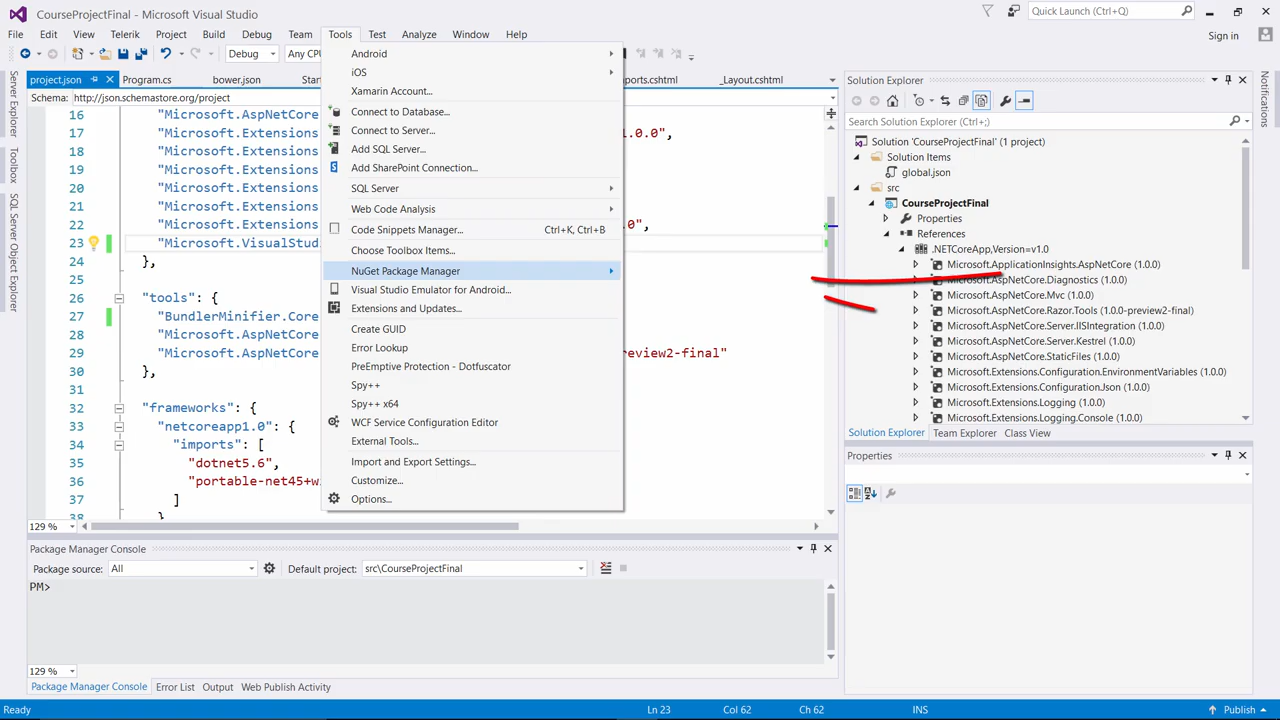 CourseProjectFinal - Microsoft Visual Studio
Quick Launch (Ctrl+Q)
File Edit View Telerik Project Build Debug Team Tools Test Analyze Window Help
Sign in
Debug Any CPU
project.json Program.cs bower.json _Layout.cshtml
Schema: http://json.schemastore.org/project
16 "Microsoft.AspNetCore
17 "Microsoft.Extensions 1.0.0",
18 "Microsoft.Extensions
19 "Microsoft.Extensions
20 "Microsoft.Extensions
21 "Microsoft.Extensions
22 "Microsoft.Extensions 0",
23 "Microsoft.VisualStud
24 },
25
26 "tools": {
27 "BundlerMinifier.Core
28 "Microsoft.AspNetCore
29 "Microsoft.AspNetCore review2-final"
30 },
31
32 "frameworks": {
33 "netcoreapp1.0": {
34 "imports": [
35 "dotnet5.6",
36 "portable-net45+w
37 ]
38 }
129 %
Server Explorer
Toolbox
SQL Server Object Explorer
Android
iOS
Xamarin Account...
Connect to Database...
Connect to Server...
Add SQL Server...
Add SharePoint Connection...
SQL Server
Web Code Analysis
Code Snippets Manager... Ctrl+K, Ctrl+B
Choose Toolbox Items...
NuGet Package Manager
Visual Studio Emulator for Android...
Extensions and Updates...
Create GUID
Error Lookup
PreEmptive Protection - Dotfuscator
Spy++
Spy++ x64
WCF Service Configuration Editor
External Tools...
Import and Export Settings...
Customize...
Options...
Solution Explorer
Search Solution Explorer (Ctrl+;)
Solution 'CourseProjectFinal' (1 project)
Solution Items
global.json
src
CourseProjectFinal
Properties
References
.NETCoreApp,Version=v1.0
Microsoft.ApplicationInsights.AspNetCore (1.0.0)
Microsoft.AspNetCore.Diagnostics (1.0.0)
Microsoft.AspNetCore.Mvc (1.0.0)
Microsoft.AspNetCore.Razor.Tools (1.0.0-preview2-final)
Microsoft.AspNetCore.Server.IISIntegration (1.0.0)
Microsoft.AspNetCore.Server.Kestrel (1.0.0)
Microsoft.AspNetCore.StaticFiles (1.0.0)
Microsoft.Extensions.Configuration.EnvironmentVariables (1.0.0)
Microsoft.Extensions.Configuration.Json (1.0.0)
Microsoft.Extensions.Logging (1.0.0)
Microsoft.Extensions.Logging.Console (1.0.0)
Solution Explorer Team Explorer Class View
Properties
Notifications
Package Manager Console
Package source: All Default project: src\CourseProjectFinal
PM>
129 %
Package Manager Console Error List Output Web Publish Activity
Ready Ln 23 Col 62 Ch 62 INS Publish